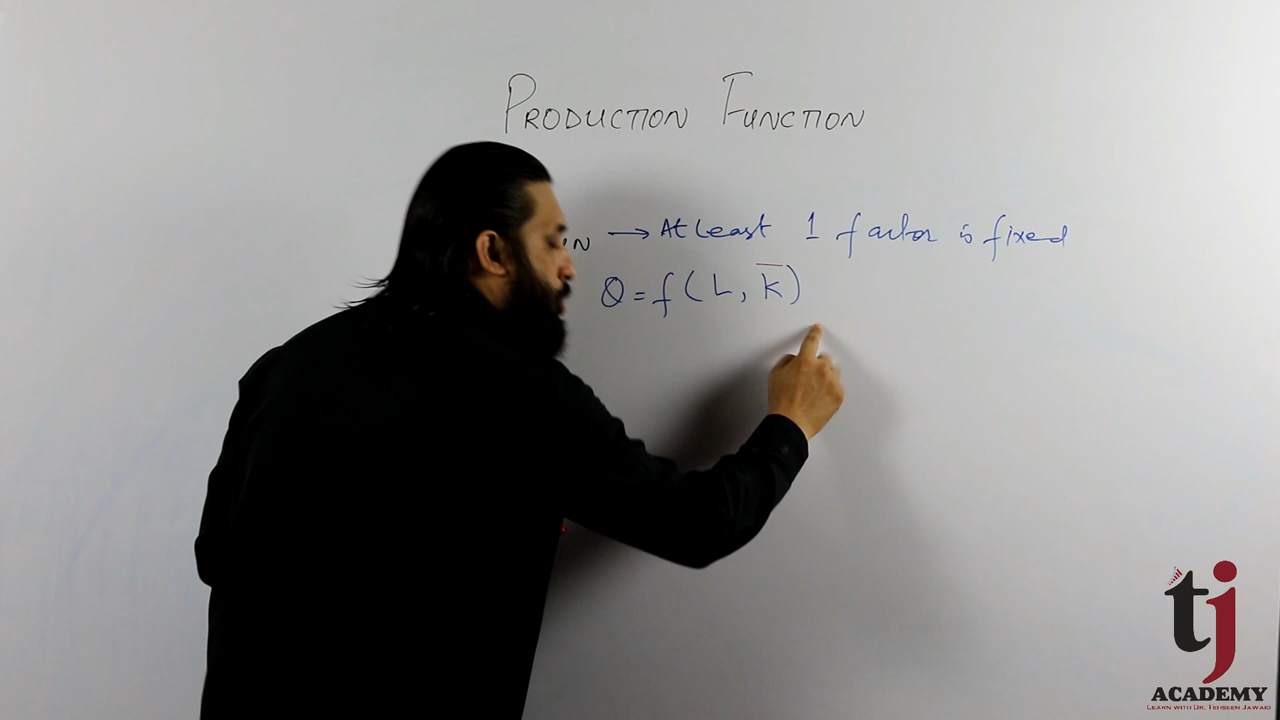 PRODUCTION FUNCTION
→ At Least 1 factor is fixed
Q = f(L, K̅)
tj
ACADEMY
LEARN WITH DR. TEHSEEN JAWAID